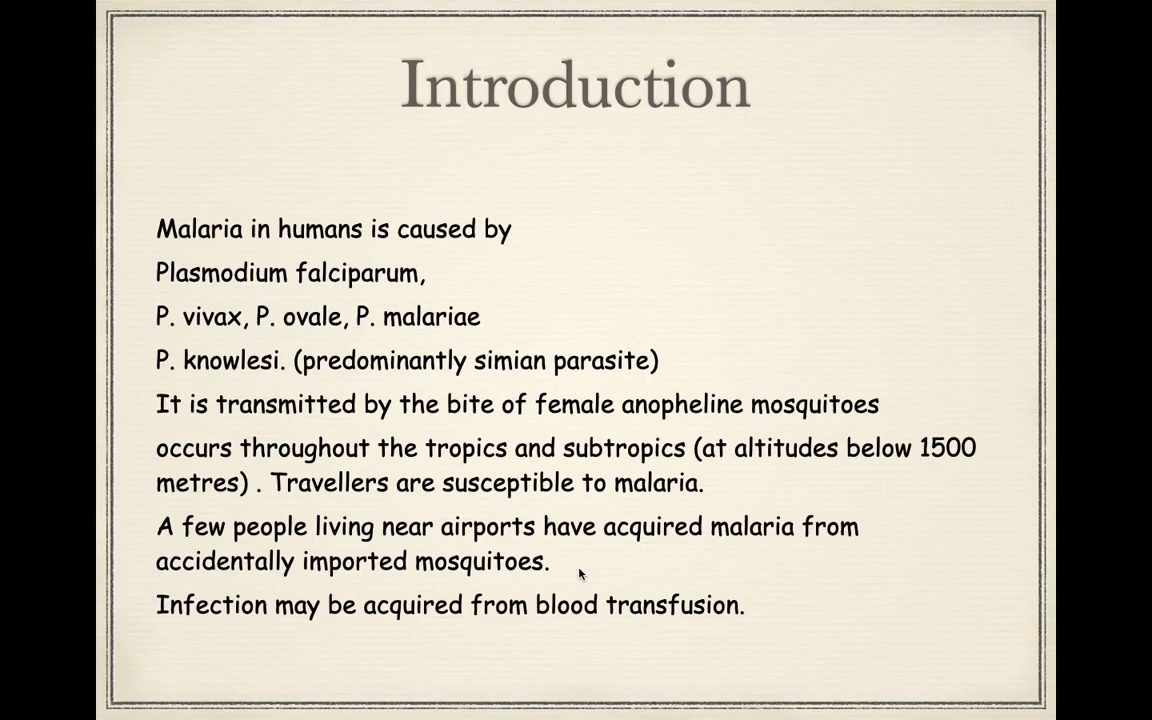 Introduction
Malaria in humans is caused by
Plasmodium falciparum,
P. vivax, P. ovale, P. malariae
P. knowlesi. (predominantly simian parasite)
It is transmitted by the bite of female anopheline mosquitoes
occurs throughout the tropics and subtropics (at altitudes below 1500
metres) . Travellers are susceptible to malaria.
A few people living near airports have acquired malaria from
accidentally imported mosquitoes.
Infection may be acquired from blood transfusion.